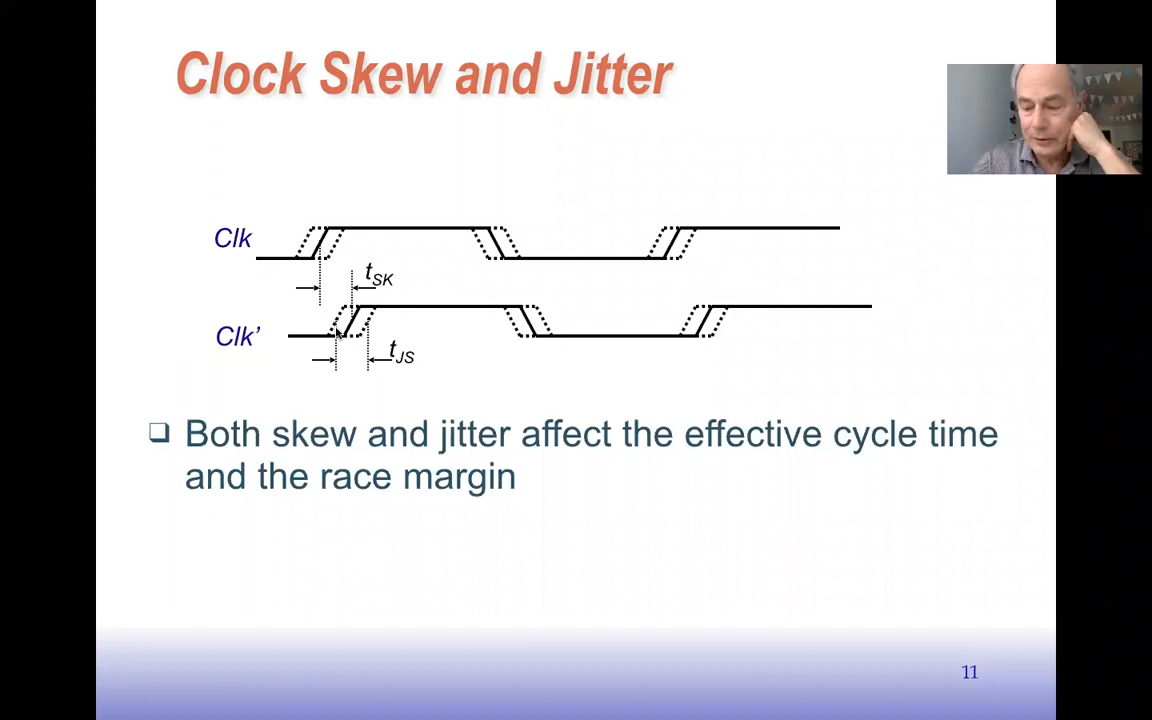 Clock Skew and Jitter
Clk
tSK
Clk’
tJS
❑ Both skew and jitter affect the effective cycle time
and the race margin
11